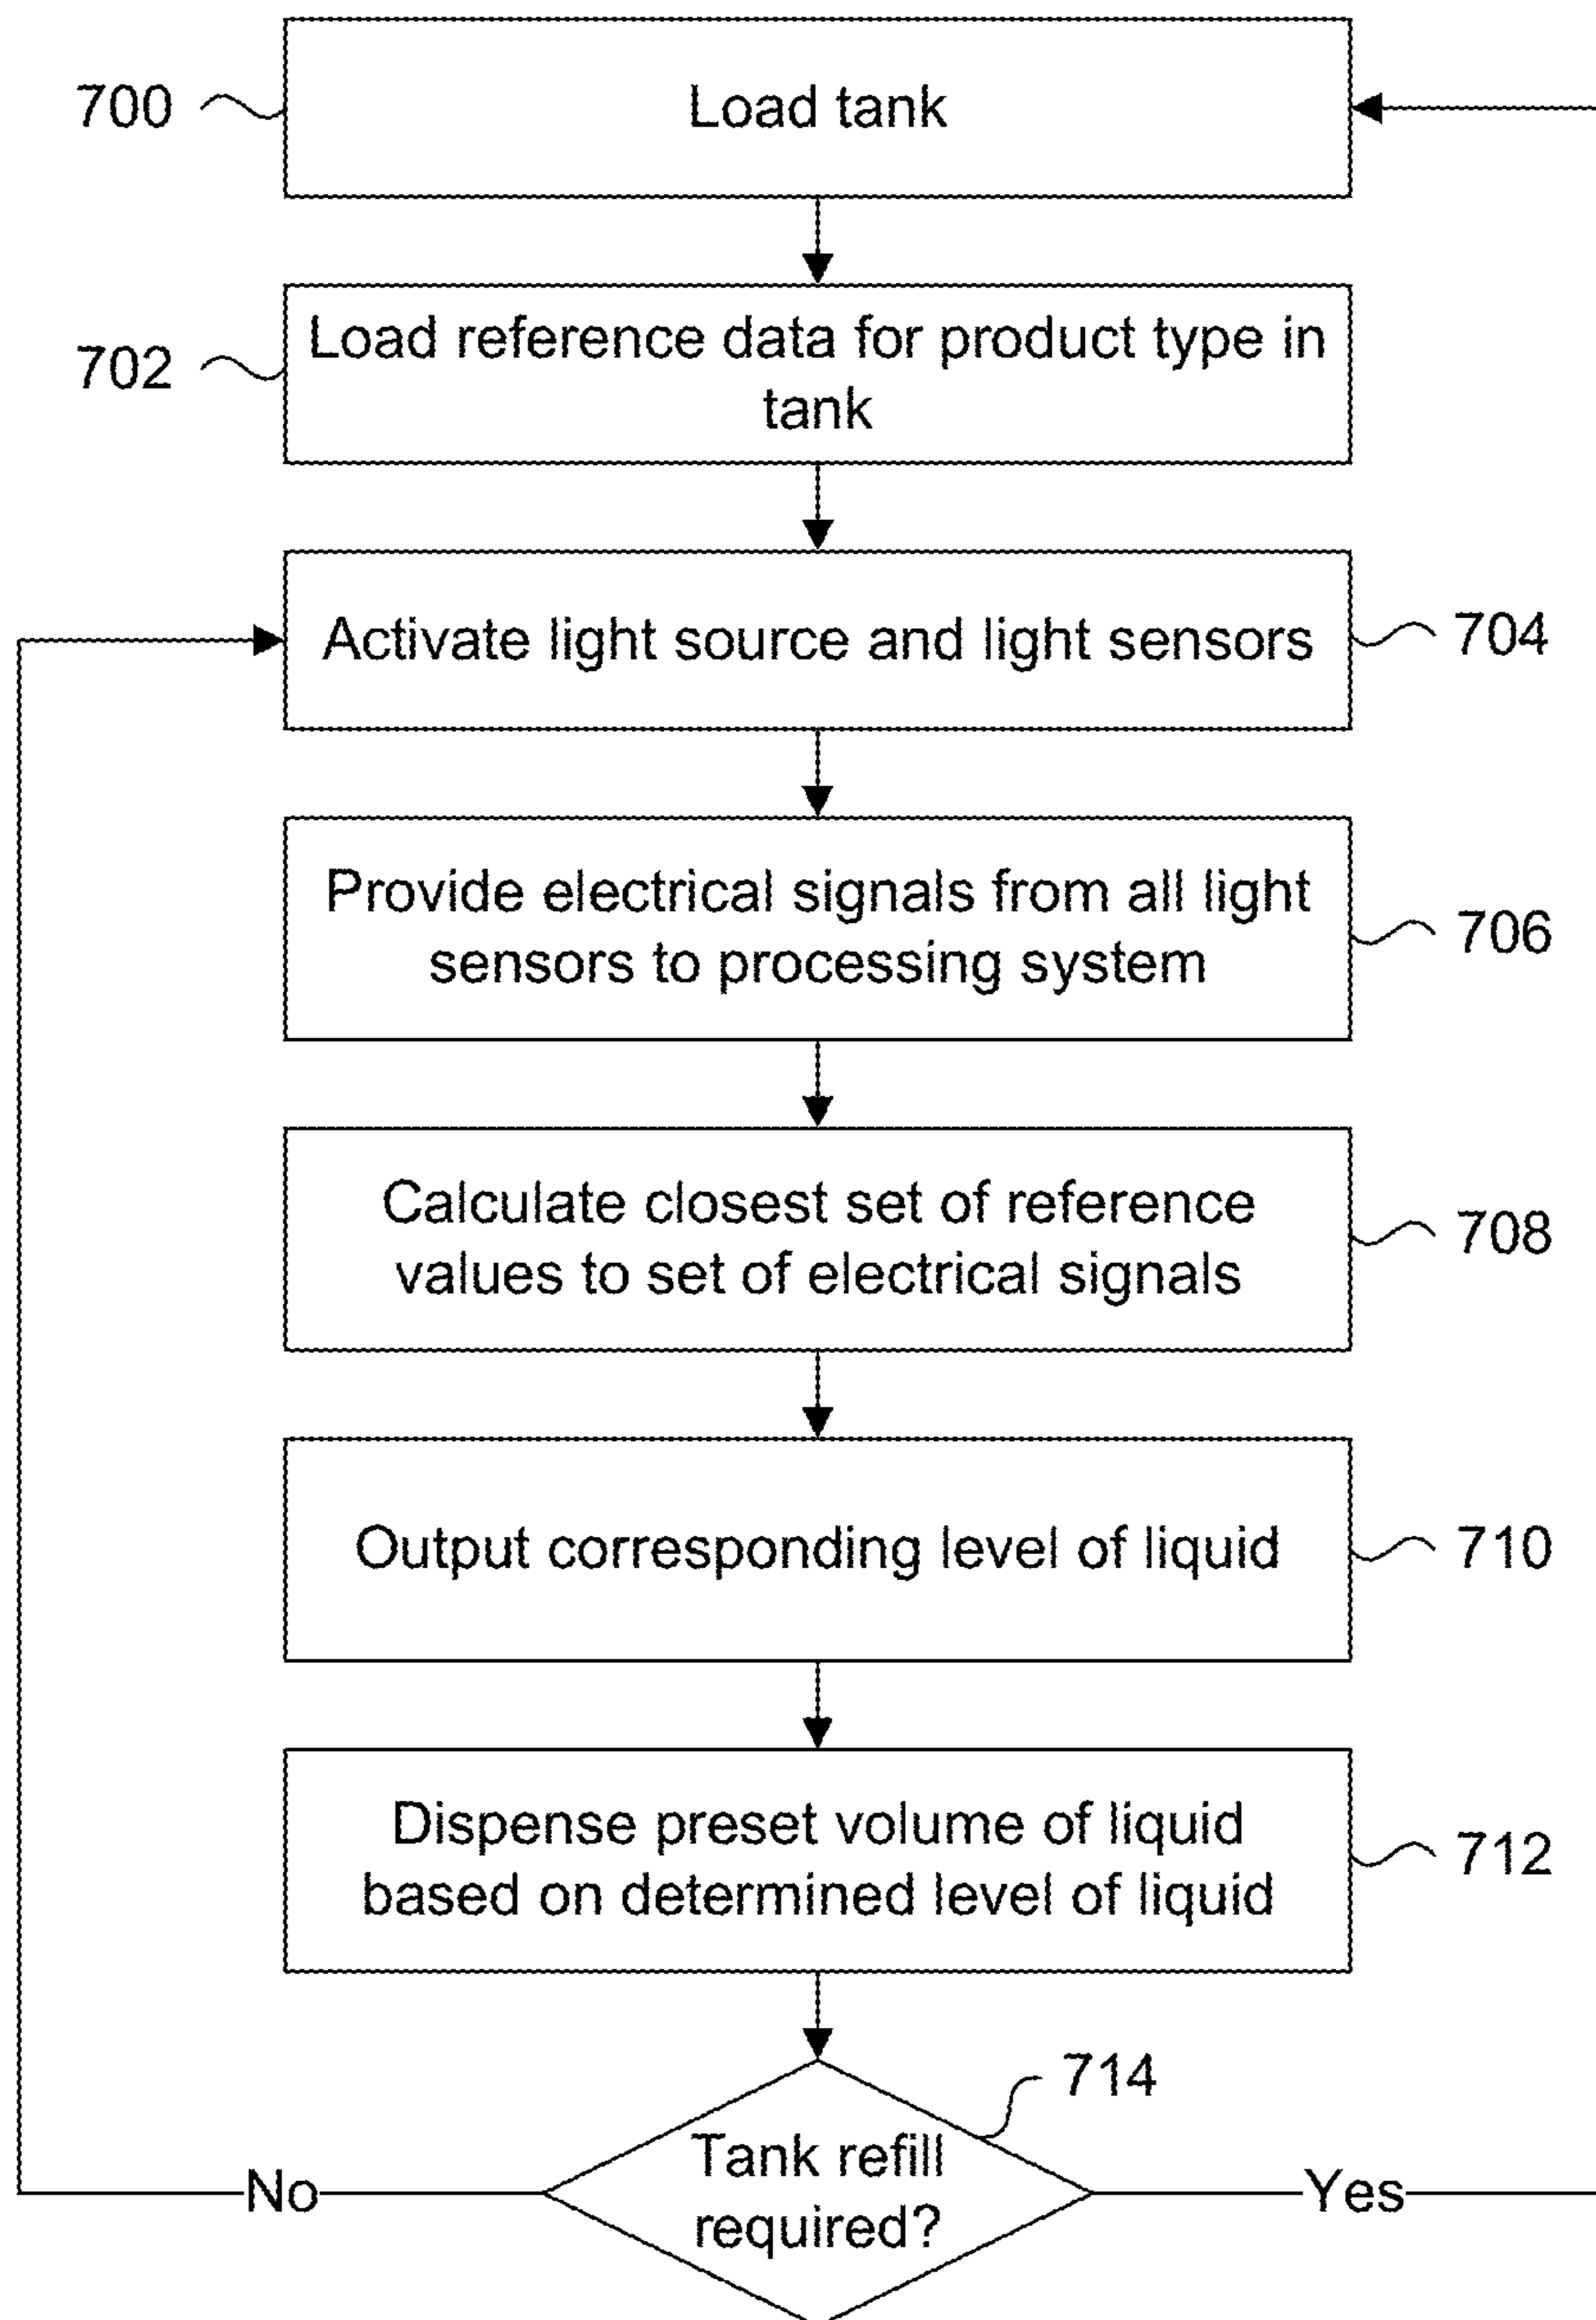 700
Load tank
702
Load reference data for product type in
tank
Activate light source and light sensors
704
Provide electrical signals from all light
sensors to processing system
706
Calculate closest set of reference
values to set of electrical signals
708
Output corresponding level of liquid
710
Dispense preset volume of liquid
based on determined level of liquid
712
714
Tank refill
required?
No
Yes